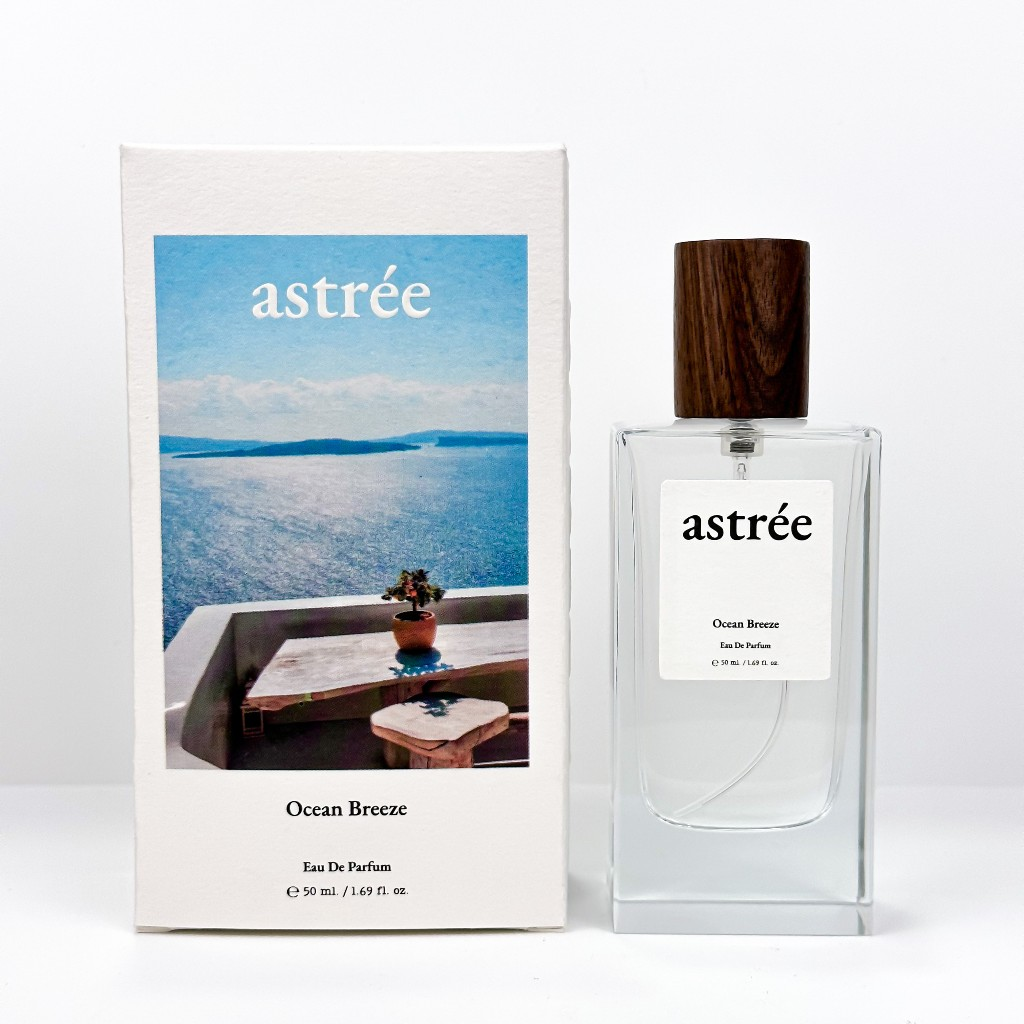 astrée
Ocean Breeze
Eau De Parfum
℮ 50 ml. / 1.69 fl. oz.
astrée
Ocean Breeze
Eau De Parfum
℮ 50 ml. / 1.69 fl. oz.